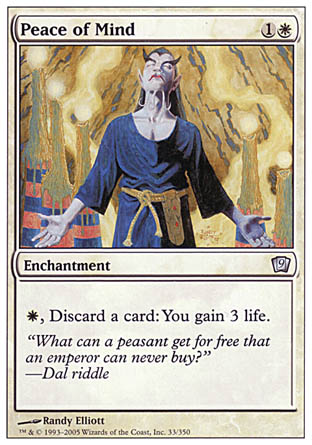 Peace of Mind 1
Enchantment 9
, Discard a card: You gain 3 life.
“What can a peasant get for free that
an emperor can never buy?”
—Dal riddle
Randy Elliott
™ & © 1993–2005 Wizards of the Coast, Inc. 33/350